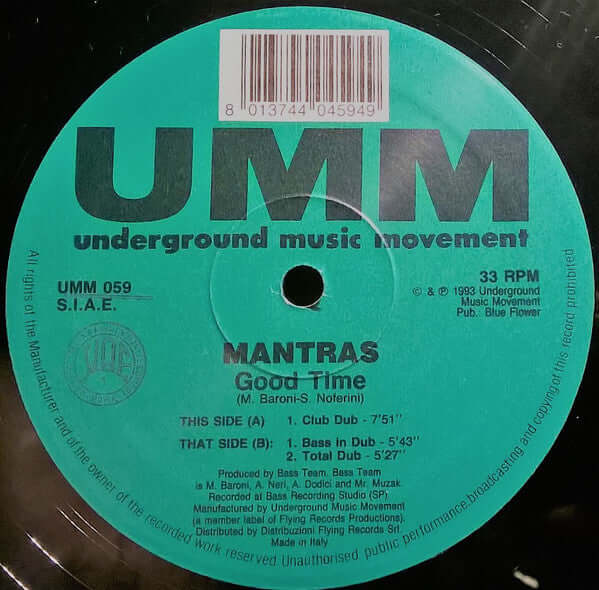 8 013744 045949
UMM
underground music movement
UMM 059
S.I.A.E.
33 RPM
© & ℗ 1993 Underground
Music Movement
Pub. Blue Flower
MANTRAS
Good Time
(M. Baroni-S. Noferini)
THIS SIDE (A) 1. Club Dub - 7'51''
THAT SIDE (B): 1. Bass in Dub - 5'43''
2. Total Dub - 5'27''
Produced by Bass Team. Bass Team
is M. Baroni, A. Neri, A. Dodici and Mr. Muzak.
Recorded at Bass Recording Studio (SP)
Manufactured by Underground Music Movement
(a member label of Flying Records Productions).
Distributed by Distribuzioni Flying Records Srl.
Made in Italy
All rights of the Manufacturer and of the owner of the recorded work reserved. Unauthorised public performance.broadcasting and copying of this record prohibited